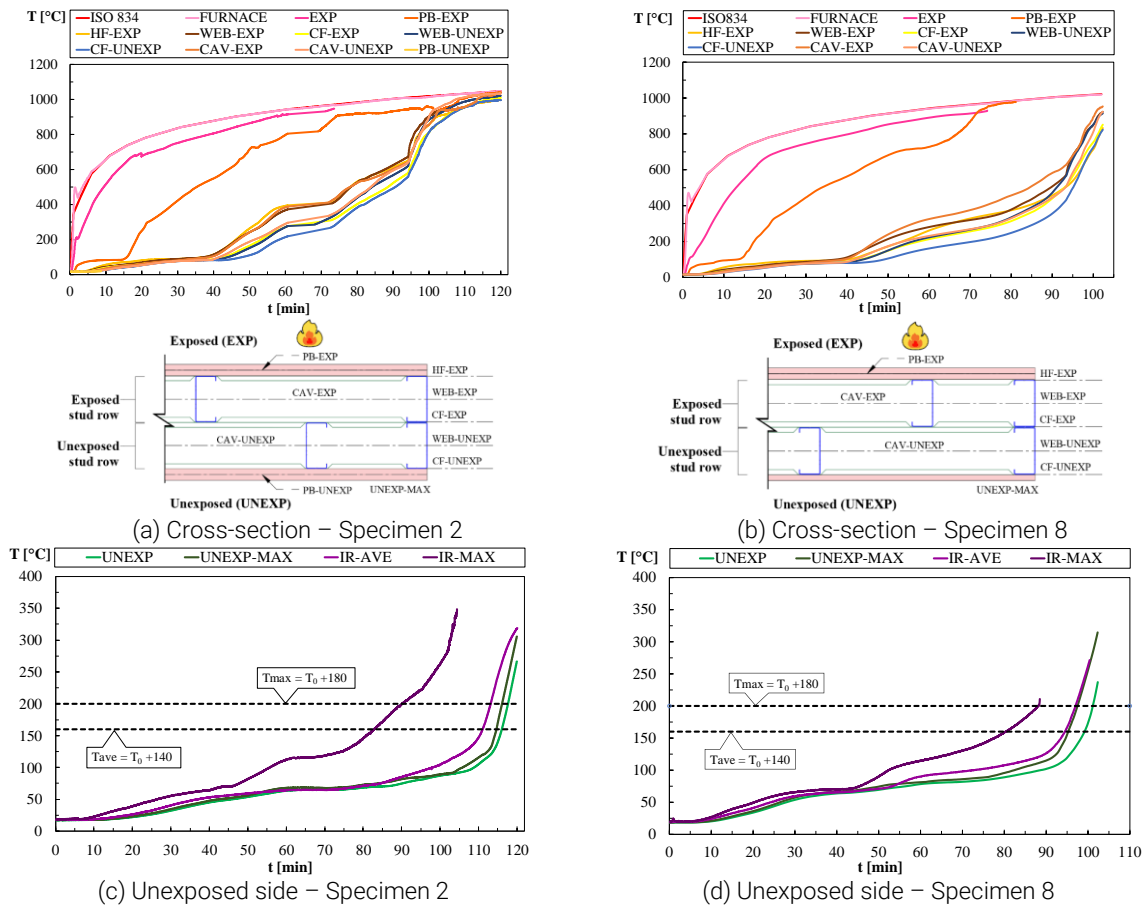 T [°C]
ISO 834 FURNACE EXP PB-EXP
HF-EXP WEB-EXP CF-EXP WEB-UNEXP
CF-UNEXP CAV-EXP CAV-UNEXP PB-UNEXP
1200
1000
800
600
400
200
0
0 10 20 30 40 50 60 70 80 90 100 110 120
t [min]
Exposed (EXP)
PB-EXP
HF-EXP
CAV-EXP
WEB-EXP
Exposed
stud row
CF-EXP
Unexposed
stud row
CAV-UNEXP
WEB-UNEXP
CF-UNEXP
PB-UNEXP
UNEXP-MAX
Unexposed (UNEXP)
(a) Cross-section – Specimen 2
T [°C]
ISO834 FURNACE EXP PB-EXP
HF-EXP WEB-EXP CF-EXP WEB-UNEXP
CF-UNEXP CAV-EXP CAV-UNEXP
1200
1000
800
600
400
200
0
0 10 20 30 40 50 60 70 80 90 100
t [min]
Exposed (EXP)
PB-EXP
HF-EXP
CAV-EXP
WEB-EXP
Exposed
stud row
CF-EXP
Unexposed
stud row
CAV-UNEXP
WEB-UNEXP
CF-UNEXP
UNEXP-MAX
Unexposed (UNEXP)
(b) Cross-section – Specimen 8
T [°C]
UNEXP UNEXP-MAX IR-AVE IR-MAX
400
350
300
250
200
150
100
50
0
Tmax = T₀ +180
Tave = T₀ +140
0 10 20 30 40 50 60 70 80 90 100 110 120
t [min]
(c) Unexposed side – Specimen 2
T [°C]
UNEXP UNEXP-MAX IR-AVE IR-MAX
400
350
300
250
200
150
100
50
0
Tmax = T₀ +180
Tave = T₀ +140
0 10 20 30 40 50 60 70 80 90 100 110
t [min]
(d) Unexposed side – Specimen 8